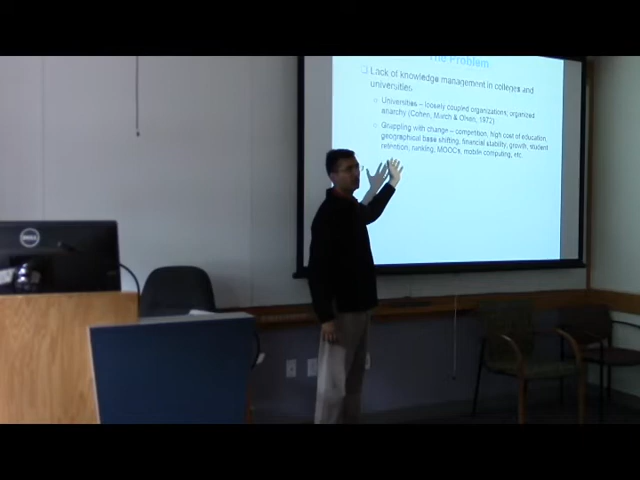 The Problem
Lack of knowledge management in colleges and
universities
Universities – loosely coupled organizations; organized
anarchy (Cohen, March & Olsen, 1972)
Grappling with change – competition, high cost of education,
geographical base shifting, financial stability, growth, student
retention, ranking, MOOCs, mobile computing, etc.
DELL